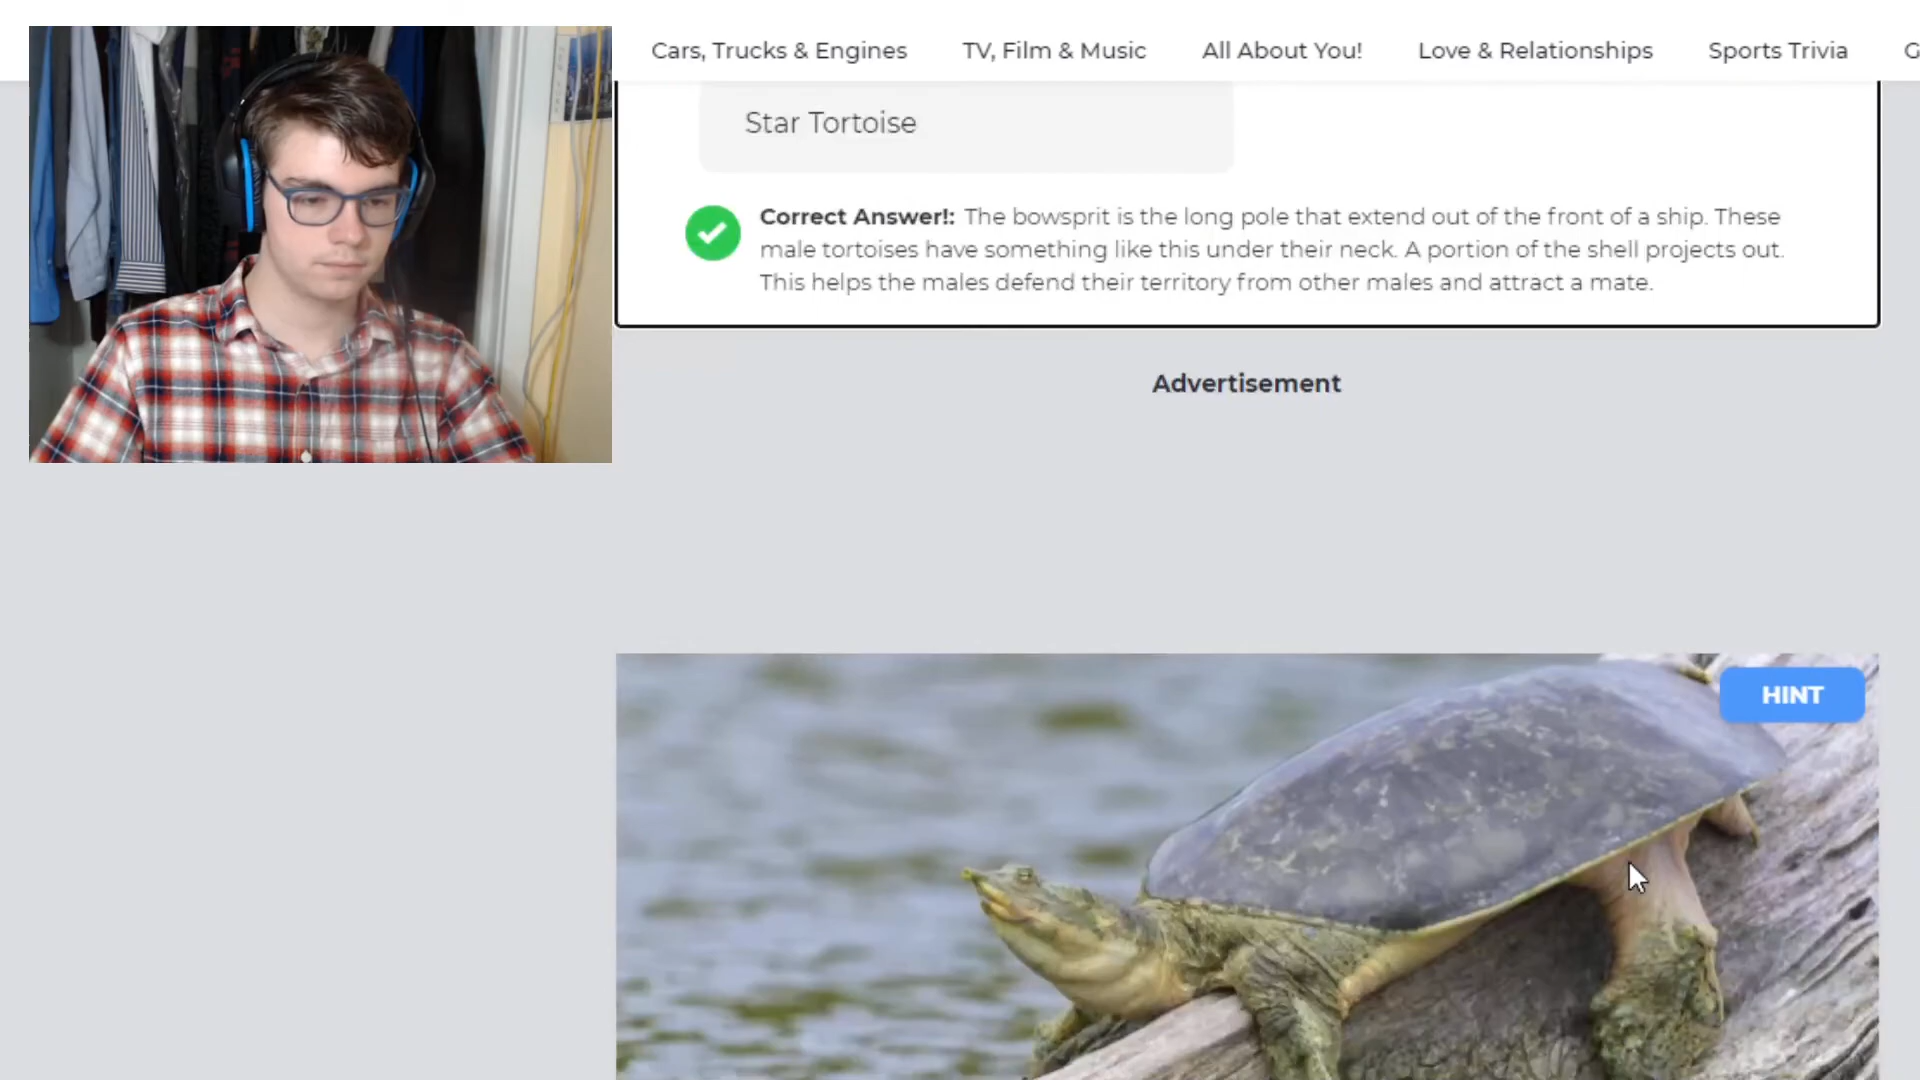 Cars, Trucks & Engines TV, Film & Music All About You! Love & Relationships Sports Trivia G
Star Tortoise
Correct Answer!: The bowsprit is the long pole that extend out of the front of a ship. These
male tortoises have something like this under their neck. A portion of the shell projects out.
This helps the males defend their territory from other males and attract a mate.
Advertisement
HINT